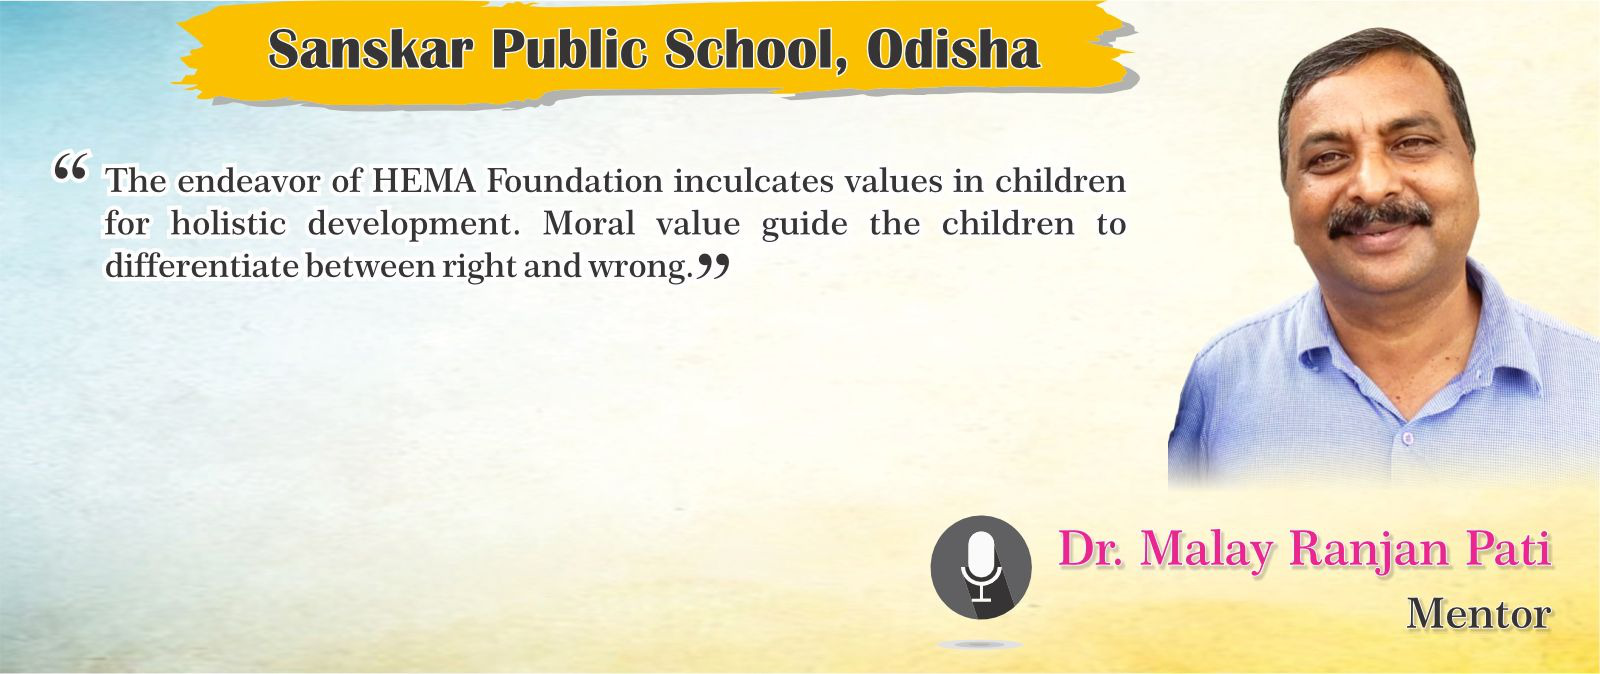 Sanskar Public School, Odisha
“ The endeavor of HEMA Foundation inculcates values in children
for holistic development. Moral value guide the children to
differentiate between right and wrong.”
Dr. Malay Ranjan Pati
Mentor